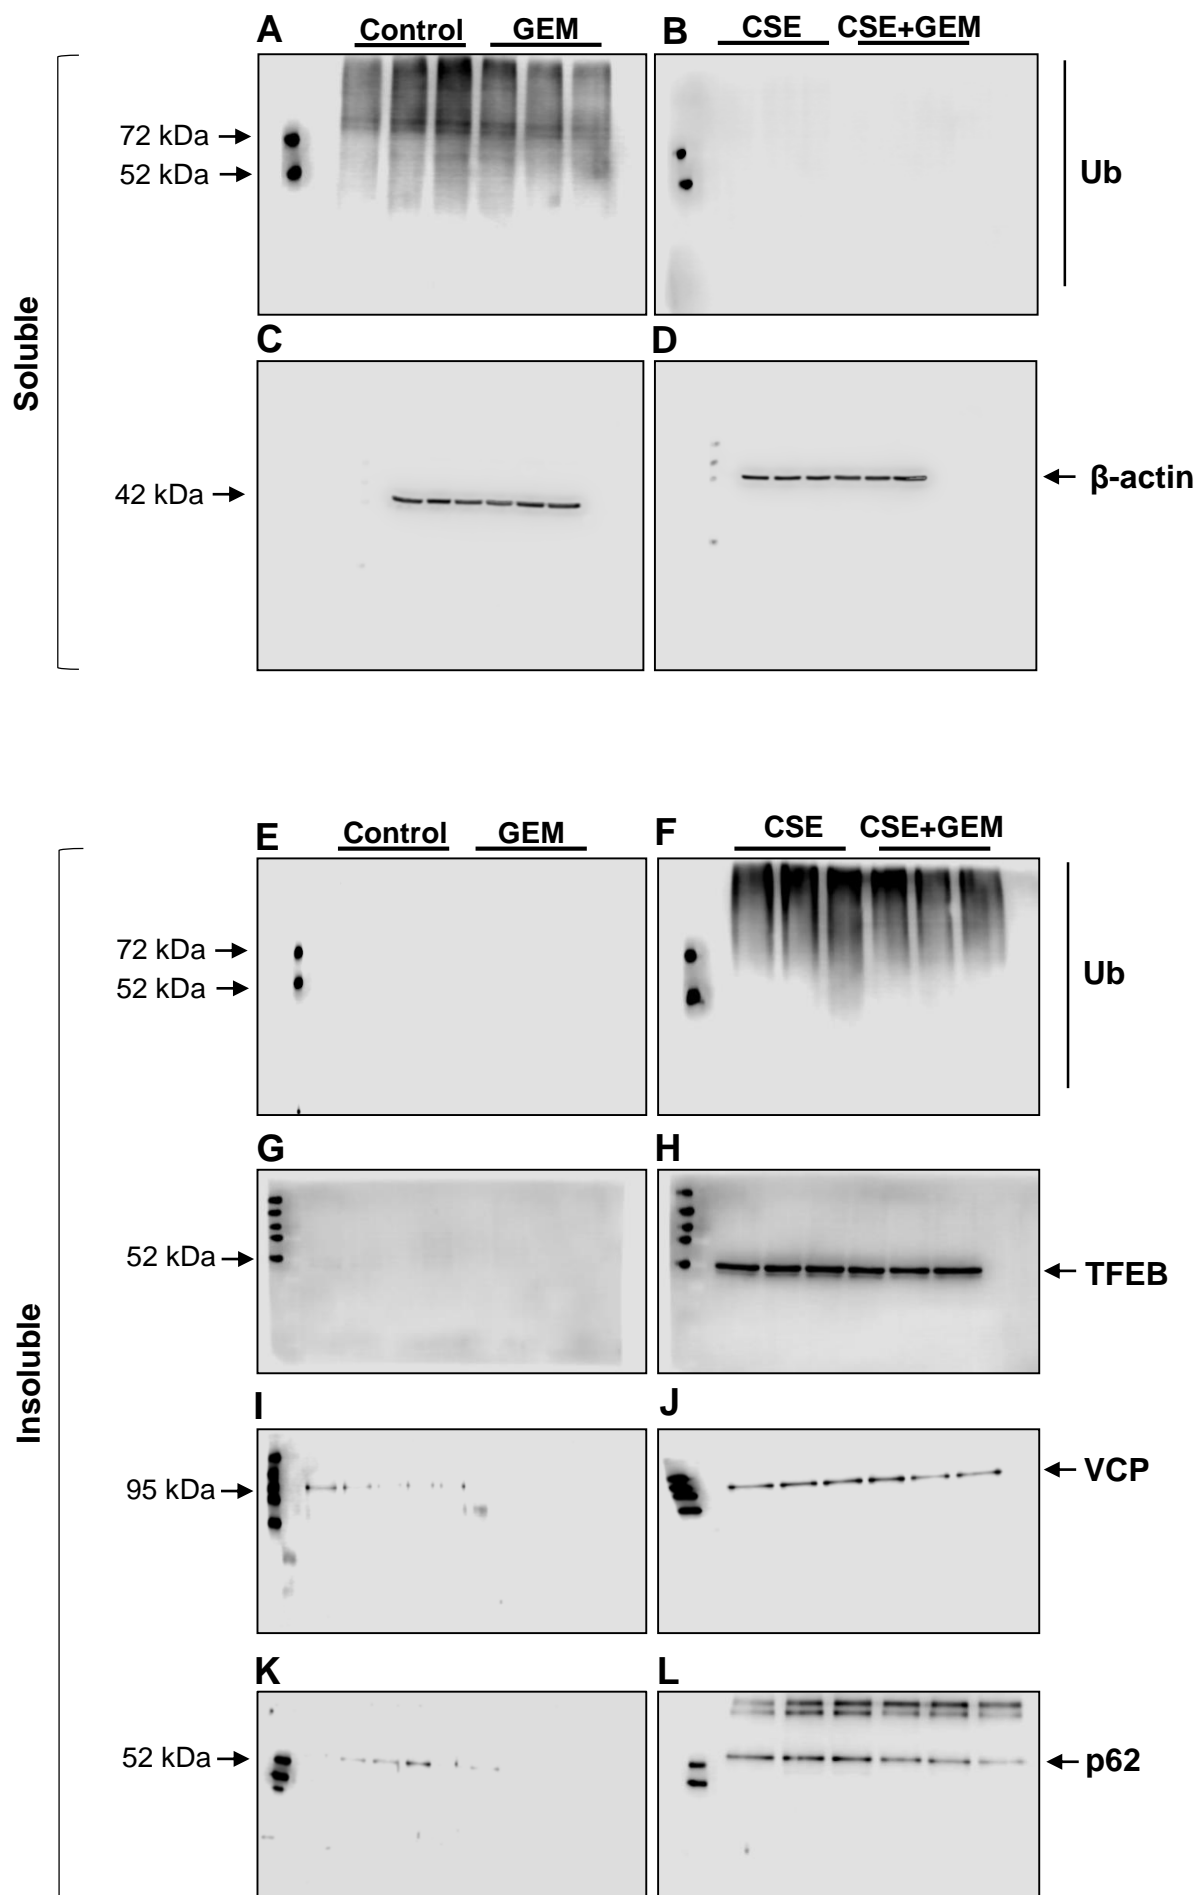 A Control GEM B CSE CSE+GEM
72 kDa
52 kDa
Ub
Soluble
C D
42 kDa
β-actin
E Control GEM F CSE CSE+GEM
72 kDa
52 kDa
Ub
G H
52 kDa
TFEB
Insoluble
I J
95 kDa
VCP
K L
52 kDa
p62